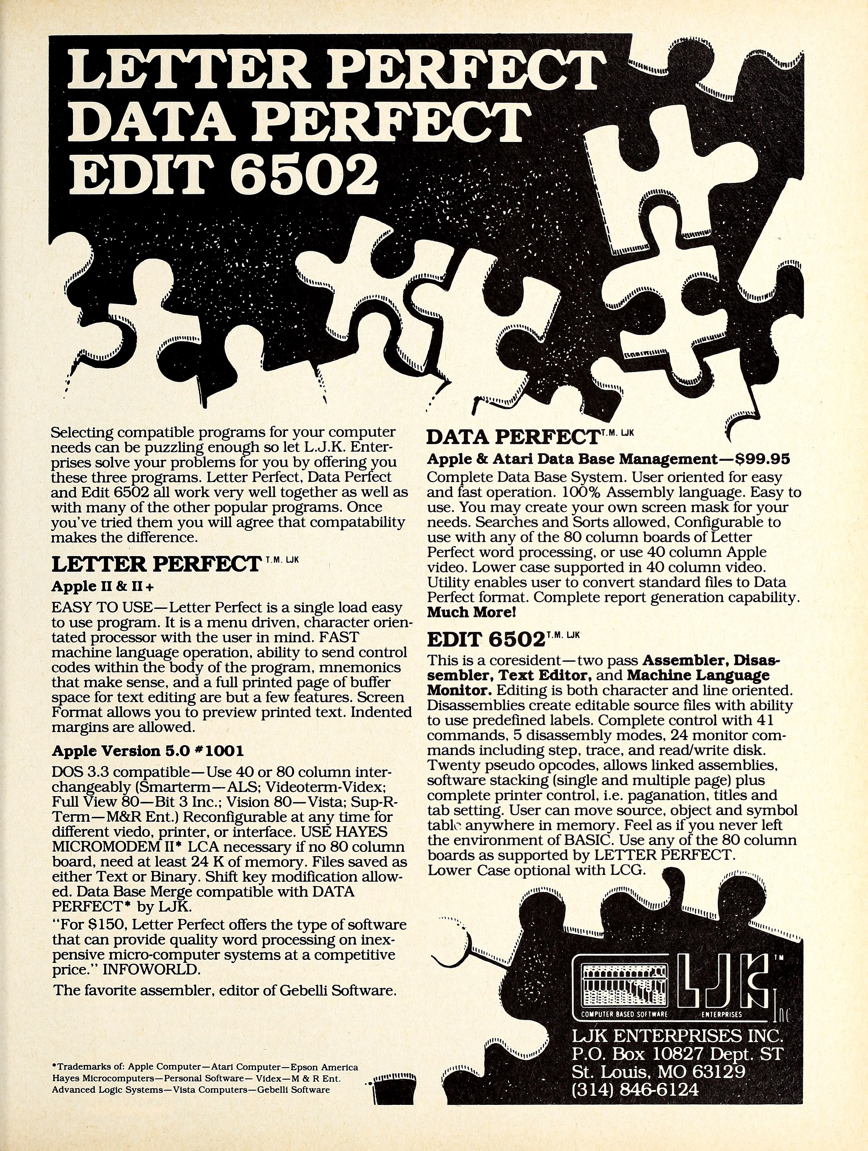 LETTER PERFECT
DATA PERFECT
EDIT 6502
Selecting compatible programs for your computer
needs can be puzzling enough so let L.J.K. Enter-
prises solve your problems for you by offering you
these three programs. Letter Perfect, Data Perfect
and Edit 6502 all work very well together as well as
with many of the other popular programs. Once
you've tried them you will agree that compatability
makes the difference.
LETTER PERFECT T.M. LJK
Apple II & II+
EASY TO USE—Letter Perfect is a single load easy
to use program. It is a menu driven, character orien-
tated processor with the user in mind. FAST
machine language operation, ability to send control
codes within the body of the program, mnemonics
that make sense, and a full printed page of buffer
space for text editing are but a few features. Screen
Format allows you to preview printed text. Indented
margins are allowed.
Apple Version 5.0 #1001
DOS 3.3 compatible—Use 40 or 80 column inter-
changeably (Smarterm—ALS; Videoterm-Videx;
Full View 80—Bit 3 Inc.; Vision 80—Vista; Sup-R-
Term—M&R Ent.) Reconfigurable at any time for
different viedo, printer, or interface. USE HAYES
MICROMODEM II* LCA necessary if no 80 column
board, need at least 24 K of memory. Files saved as
either Text or Binary. Shift key modification allow-
ed. Data Base Merge compatible with DATA
PERFECT* by LJK.
"For $150, Letter Perfect offers the type of software
that can provide quality word processing on inex-
pensive micro-computer systems at a competitive
price." INFOWORLD.
The favorite assembler, editor of Gebelli Software.
*Trademarks of: Apple Computer—Atari Computer—Epson America
Hayes Microcomputers—Personal Software— Videx—M & R Ent.
Advanced Logic Systems—Vista Computers—Gebelli Software
DATA PERFECT T.M. LJK
Apple & Atari Data Base Management—$99.95
Complete Data Base System. User oriented for easy
and fast operation. 100% Assembly language. Easy to
use. You may create your own screen mask for your
needs. Searches and Sorts allowed, Configurable to
use with any of the 80 column boards of Letter
Perfect word processing, or use 40 column Apple
video. Lower case supported in 40 column video.
Utility enables user to convert standard files to Data
Perfect format. Complete report generation capability.
Much More!
EDIT 6502 T.M. LJK
This is a coresident—two pass Assembler, Disas-
sembler, Text Editor, and Machine Language
Monitor. Editing is both character and line oriented.
Disassemblies create editable source files with ability
to use predefined labels. Complete control with 41
commands, 5 disassembly modes, 24 monitor com-
mands including step, trace, and read/write disk.
Twenty pseudo opcodes, allows linked assemblies,
software stacking (single and multiple page) plus
complete printer control, i.e. paganation, titles and
tab setting. User can move source, object and symbol
table anywhere in memory. Feel as if you never left
the environment of BASIC. Use any of the 80 column
boards as supported by LETTER PERFECT.
Lower Case optional with LCG.
LJK TM
Inc
COMPUTER BASED SOFTWARE ENTERPRISES
LJK ENTERPRISES INC.
P.O. Box 10827 Dept. ST
St. Louis, MO 63129
(314) 846-6124